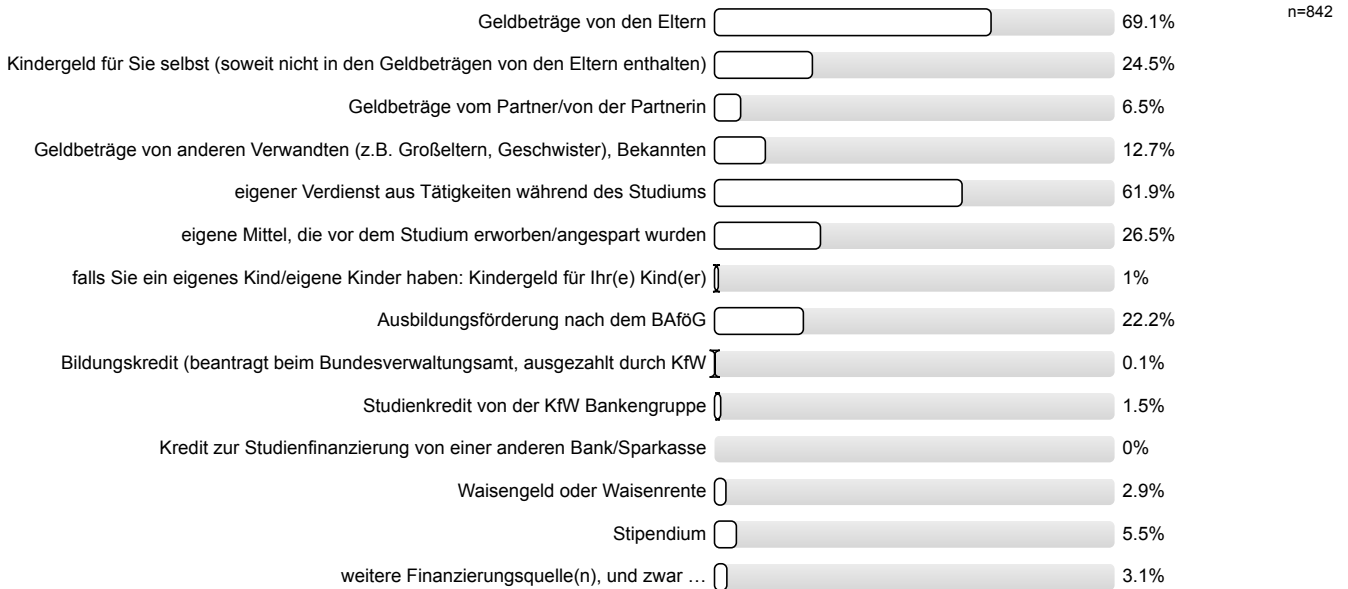 Geldbeträge von den Eltern 69.1% n=842
Kindergeld für Sie selbst (soweit nicht in den Geldbeträgen von den Eltern enthalten) 24.5%
Geldbeträge vom Partner/von der Partnerin 6.5%
Geldbeträge von anderen Verwandten (z.B. Großeltern, Geschwister), Bekannten 12.7%
eigener Verdienst aus Tätigkeiten während des Studiums 61.9%
eigene Mittel, die vor dem Studium erworben/angespart wurden 26.5%
falls Sie ein eigenes Kind/eigene Kinder haben: Kindergeld für Ihr(e) Kind(er) 1%
Ausbildungsförderung nach dem BAföG 22.2%
Bildungskredit (beantragt beim Bundesverwaltungsamt, ausgezahlt durch KfW 0.1%
Studienkredit von der KfW Bankengruppe 1.5%
Kredit zur Studienfinanzierung von einer anderen Bank/Sparkasse 0%
Waisengeld oder Waisenrente 2.9%
Stipendium 5.5%
weitere Finanzierungsquelle(n), und zwar … 3.1%